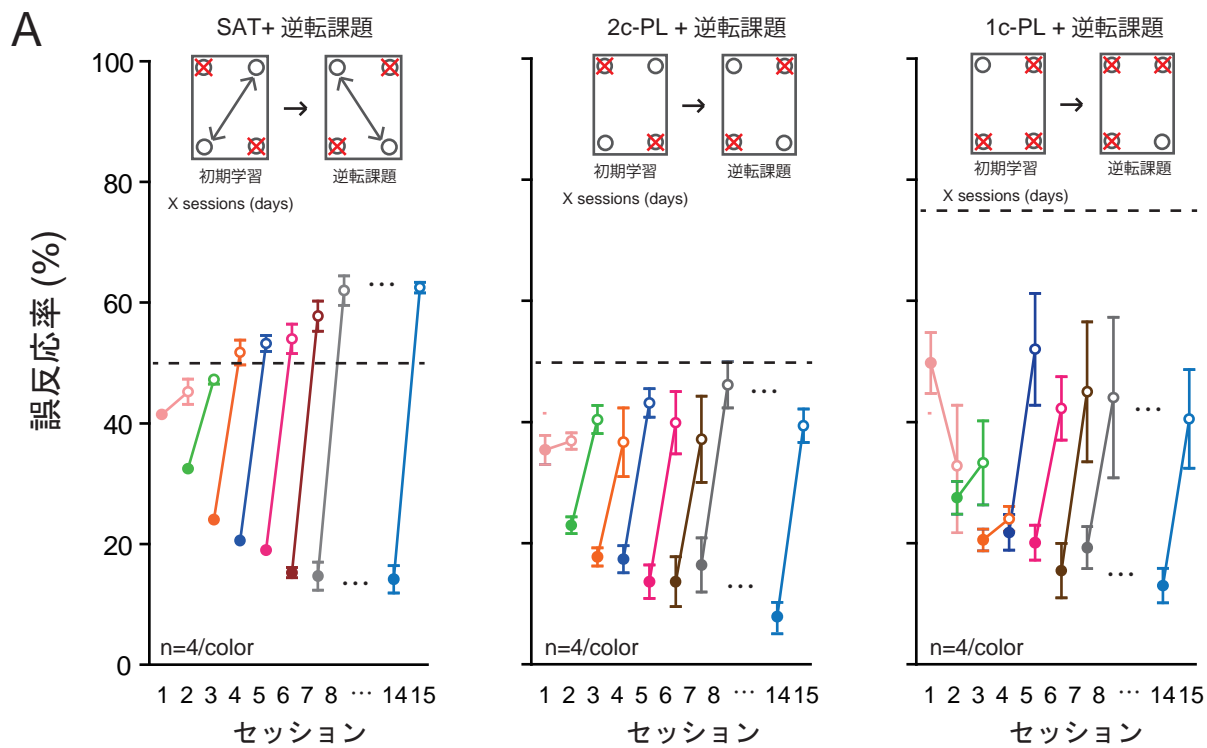 A
SAT+ 逆転課題
2c-PL + 逆転課題
1c-PL + 逆転課題
誤反応率 (%)
100
80
60
40
20
0
→
初期学習
逆転課題
X sessions (days)
…
…
n=4/color
1 2 3 4 5 6 7 8 … 14 15
セッション
→
初期学習
逆転課題
X sessions (days)
…
…
n=4/color
1 2 3 4 5 6 7 8 … 14 15
セッション
→
初期学習
逆転課題
X sessions (days)
…
…
n=4/color
1 2 3 4 5 6 7 8 … 14 15
セッション